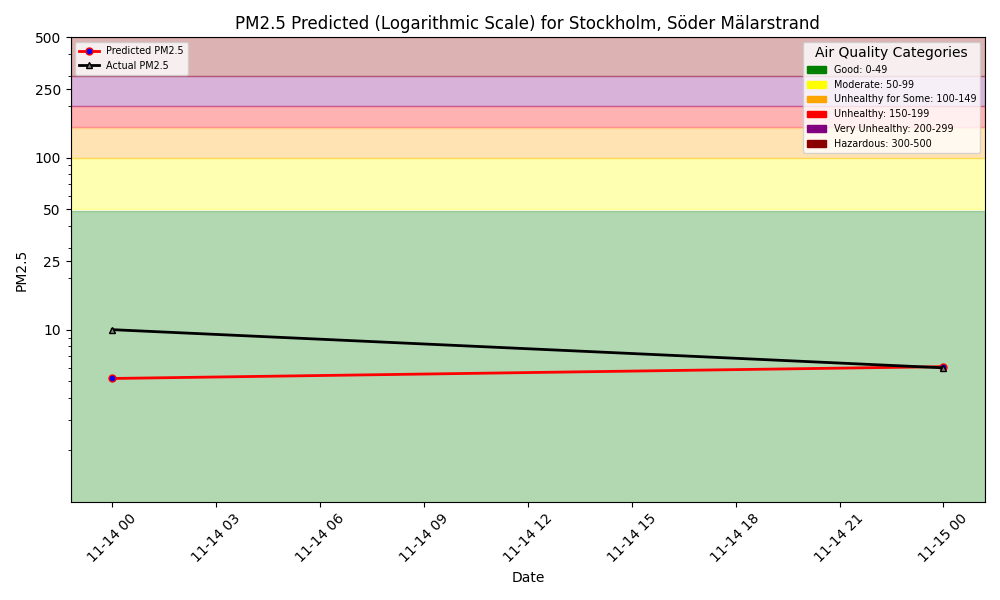 PM2.5 Predicted (Logarithmic Scale) for Stockholm, Söder Mälarstrand
Predicted PM2.5
Actual PM2.5
Air Quality Categories
Good: 0-49
Moderate: 50-99
Unhealthy for Some: 100-149
Unhealthy: 150-199
Very Unhealthy: 200-299
Hazardous: 300-500
PM2.5
500
250
100
50
25
10
11-14 00
11-14 03
11-14 06
11-14 09
11-14 12
11-14 15
11-14 18
11-14 21
11-15 00
Date